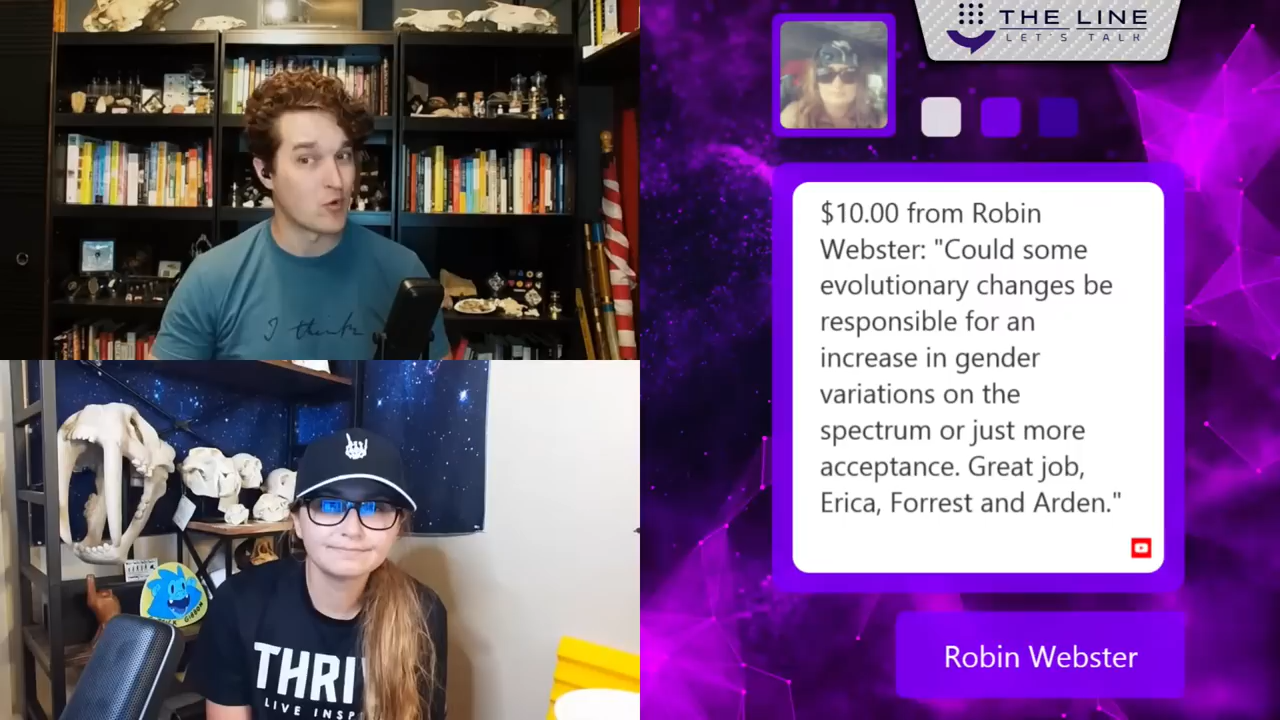 THE LINE
LET'S TALK
$10.00 from Robin
Webster: "Could some
evolutionary changes be
responsible for an
increase in gender
variations on the
spectrum or just more
acceptance. Great job,
Erica, Forrest and Arden."
Robin Webster
I think
THRI
LIVE INSP